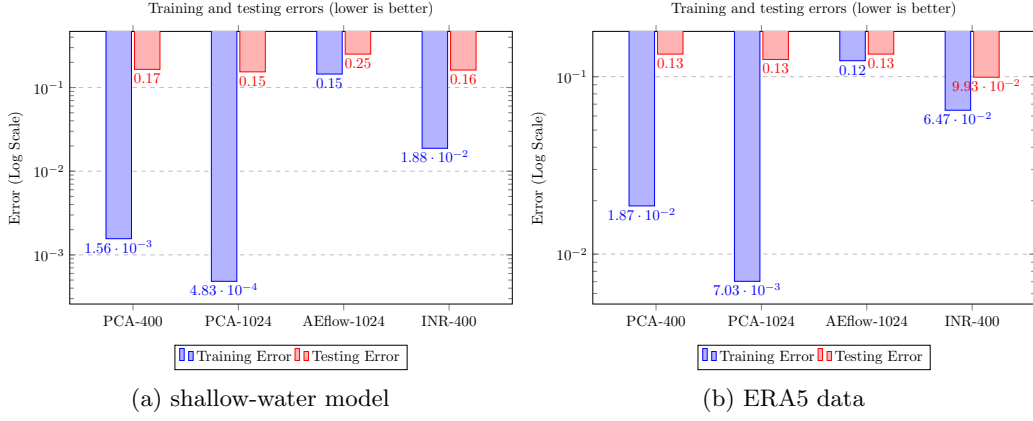 Training and testing errors (lower is better)
Error (Log Scale)
10⁻¹
10⁻²
10⁻³
0.17
0.15
0.25
0.15
0.16
1.88 · 10⁻²
1.56 · 10⁻³
4.83 · 10⁻⁴
PCA-400 PCA-1024 AEflow-1024 INR-400
Training Error Testing Error
(a) shallow-water model
Training and testing errors (lower is better)
Error (Log Scale)
10⁻¹
10⁻²
0.13
0.13
0.12
0.13
9.93 · 10⁻²
6.47 · 10⁻²
1.87 · 10⁻²
7.03 · 10⁻³
PCA-400 PCA-1024 AEflow-1024 INR-400
Training Error Testing Error
(b) ERA5 data